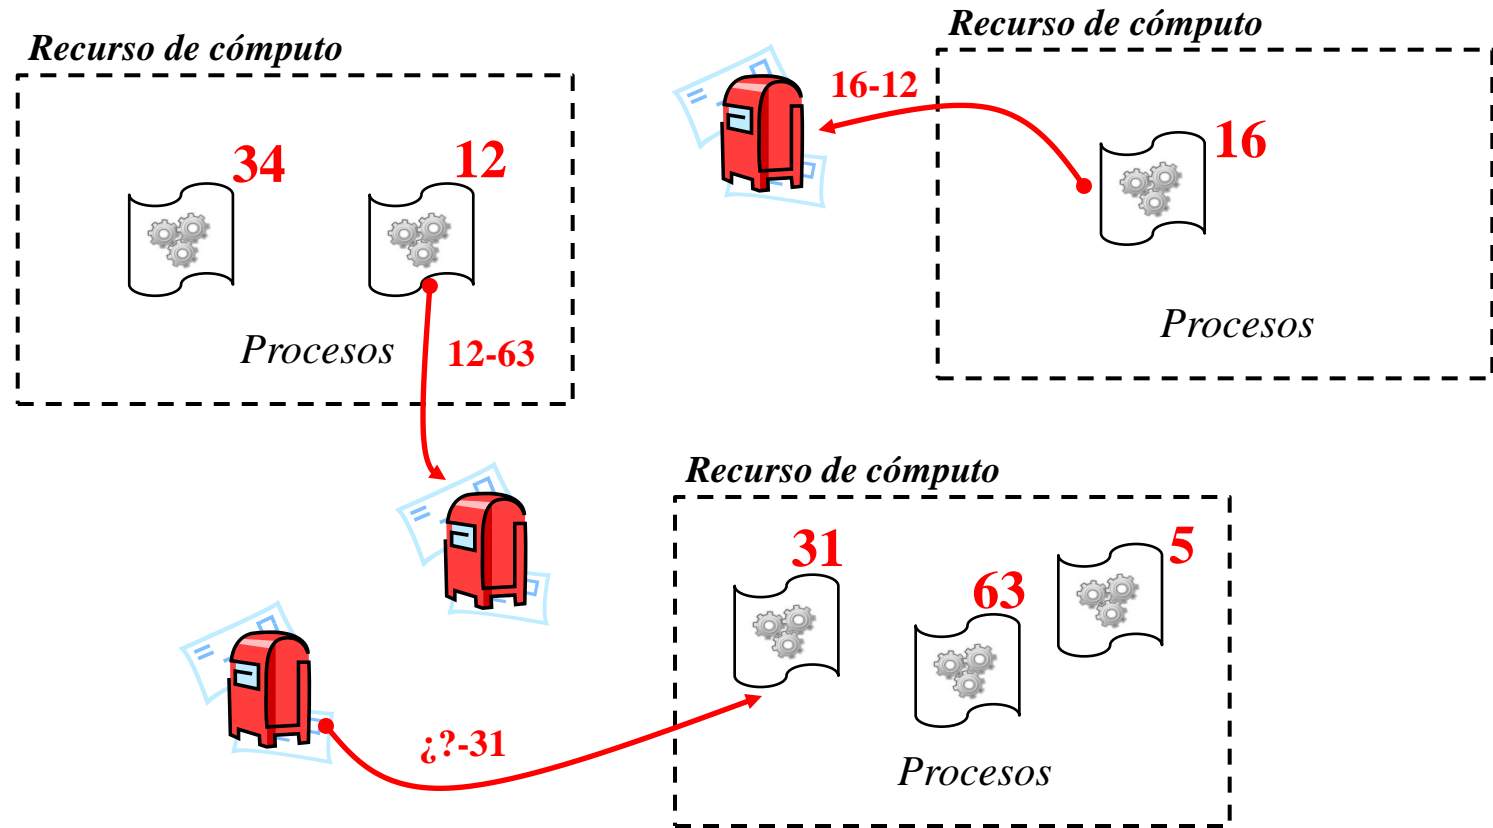 Recurso de cómputo
34
12
Procesos
12-63
Recurso de cómputo
16-12
16
Procesos
Recurso de cómputo
31
63
5
¿?-31
Procesos